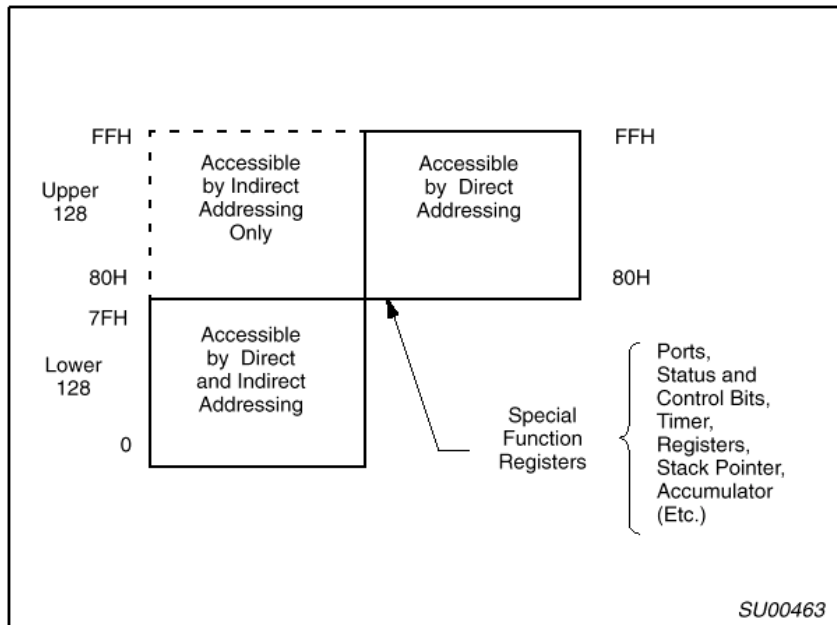 FFH
Upper
128
80H
Accessible
by Indirect
Addressing
Only
Accessible
by Direct
Addressing
FFH
80H
7FH
Lower
128
0
Accessible
by Direct
and Indirect
Addressing
Special
Function
Registers
Ports,
Status and
Control Bits,
Timer,
Registers,
Stack Pointer,
Accumulator
(Etc.)
SU00463